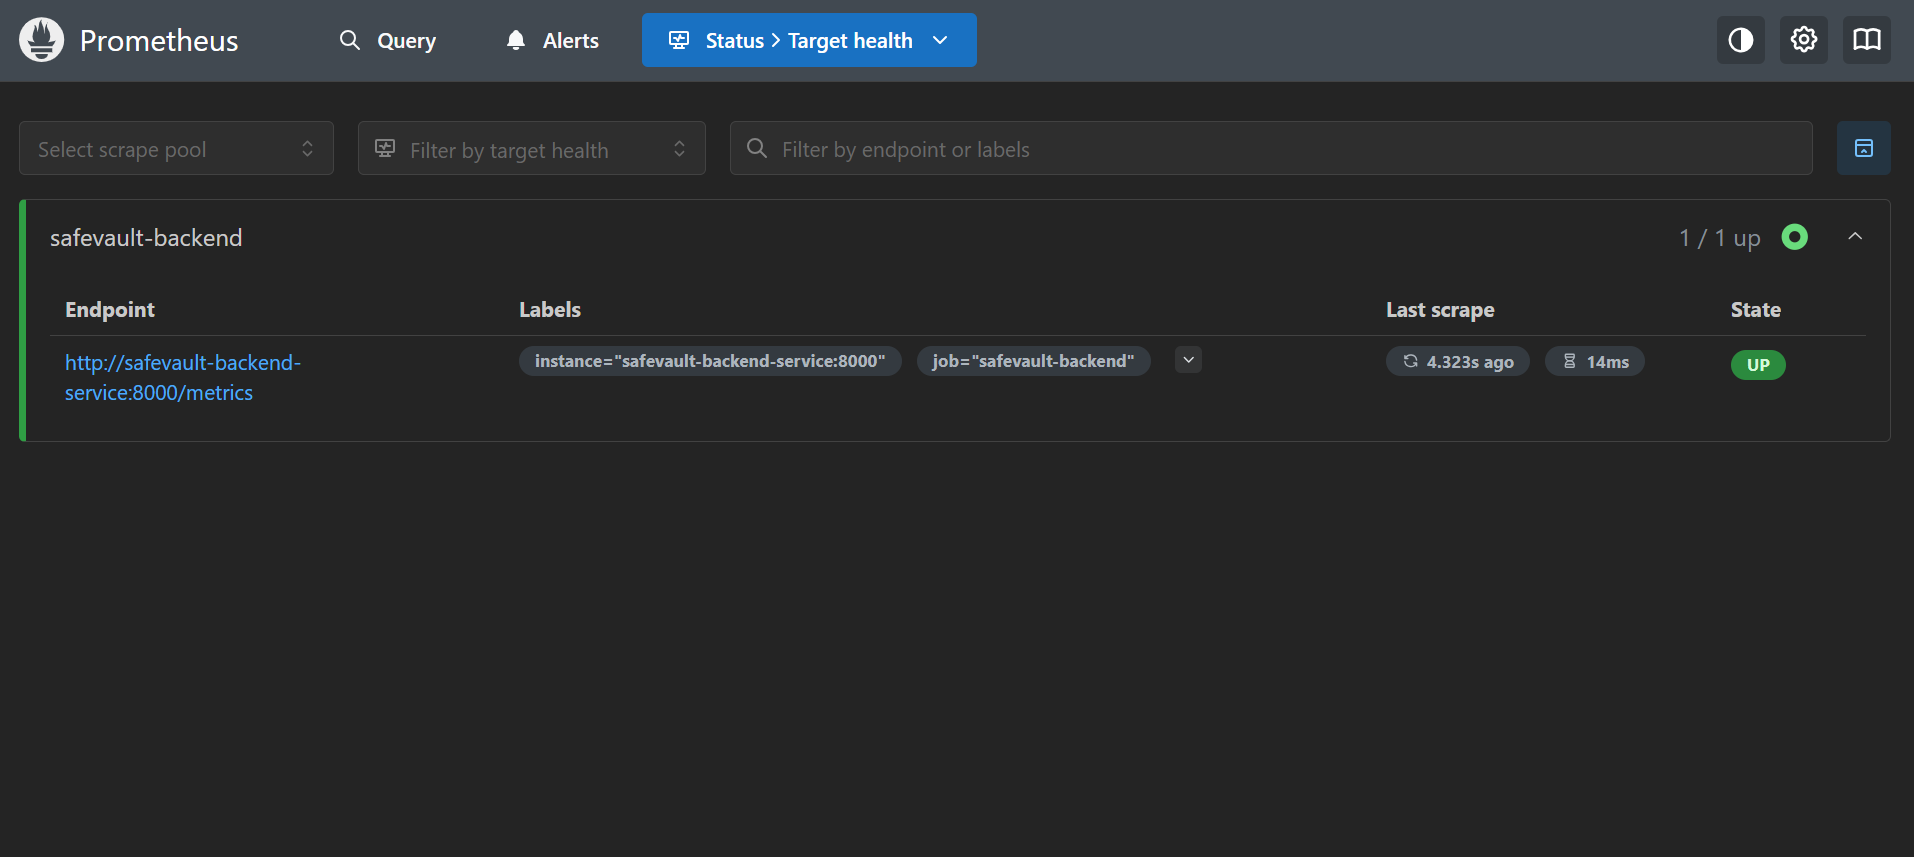 Prometheus
Query
Alerts
Status > Target health
Select scrape pool
Filter by target health
Filter by endpoint or labels
safevault-backend
1 / 1 up
Endpoint
Labels
Last scrape
State
http://safevault-backend-
service:8000/metrics
instance="safevault-backend-service:8000"
job="safevault-backend"
4.323s ago
14ms
UP